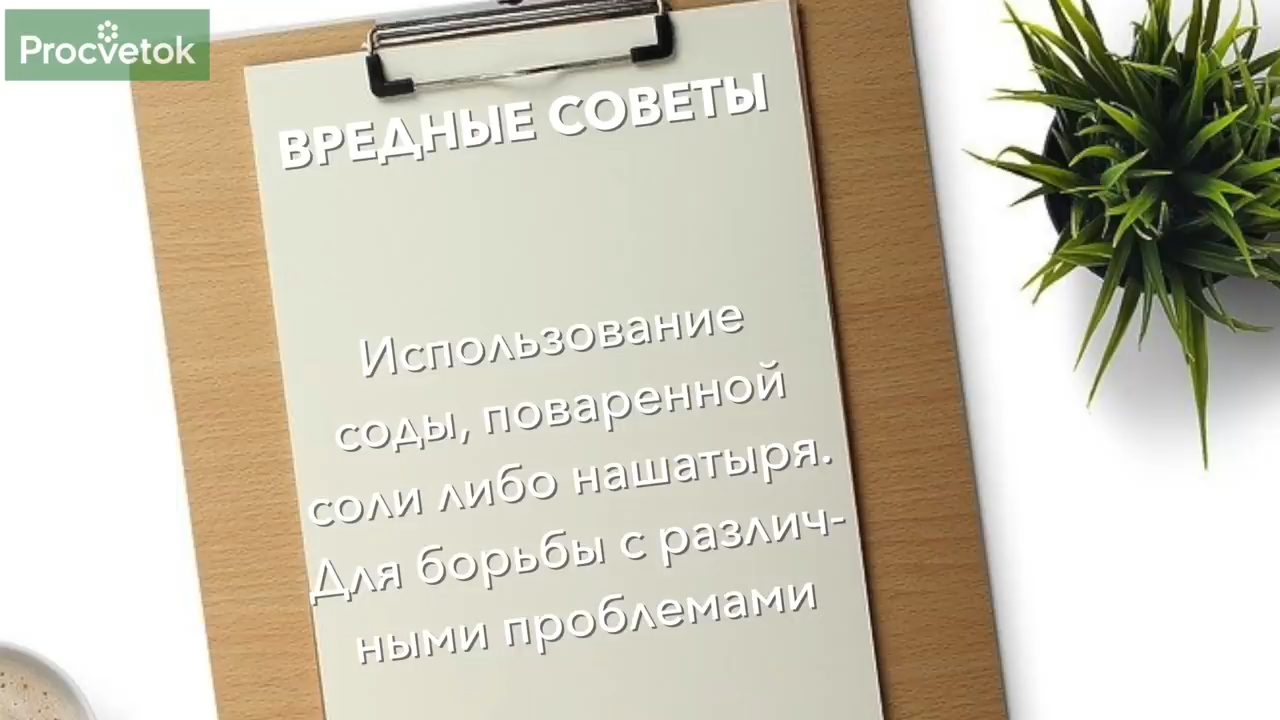 Procvetok
ВРЕДНЫЕ СОВЕТЫ
Использование
соды, поваренной
соли либо нашатыря.
Для борьбы с различ-
ными проблемами